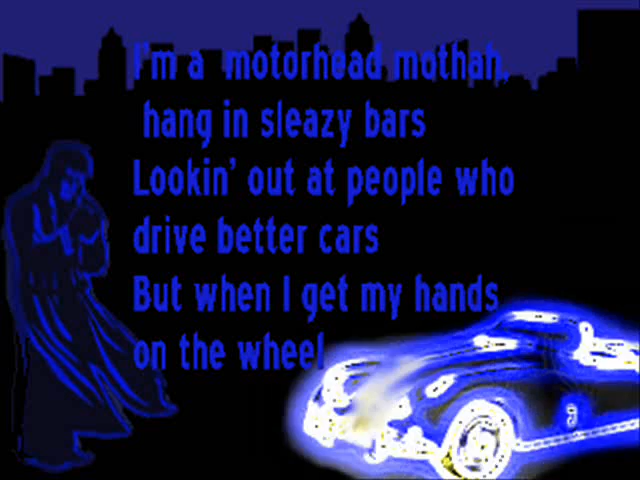 I'm a motorhead mothah,
hang in sleazy bars
Lookin' out at people who
drive better cars
But when I get my hands
on the wheel